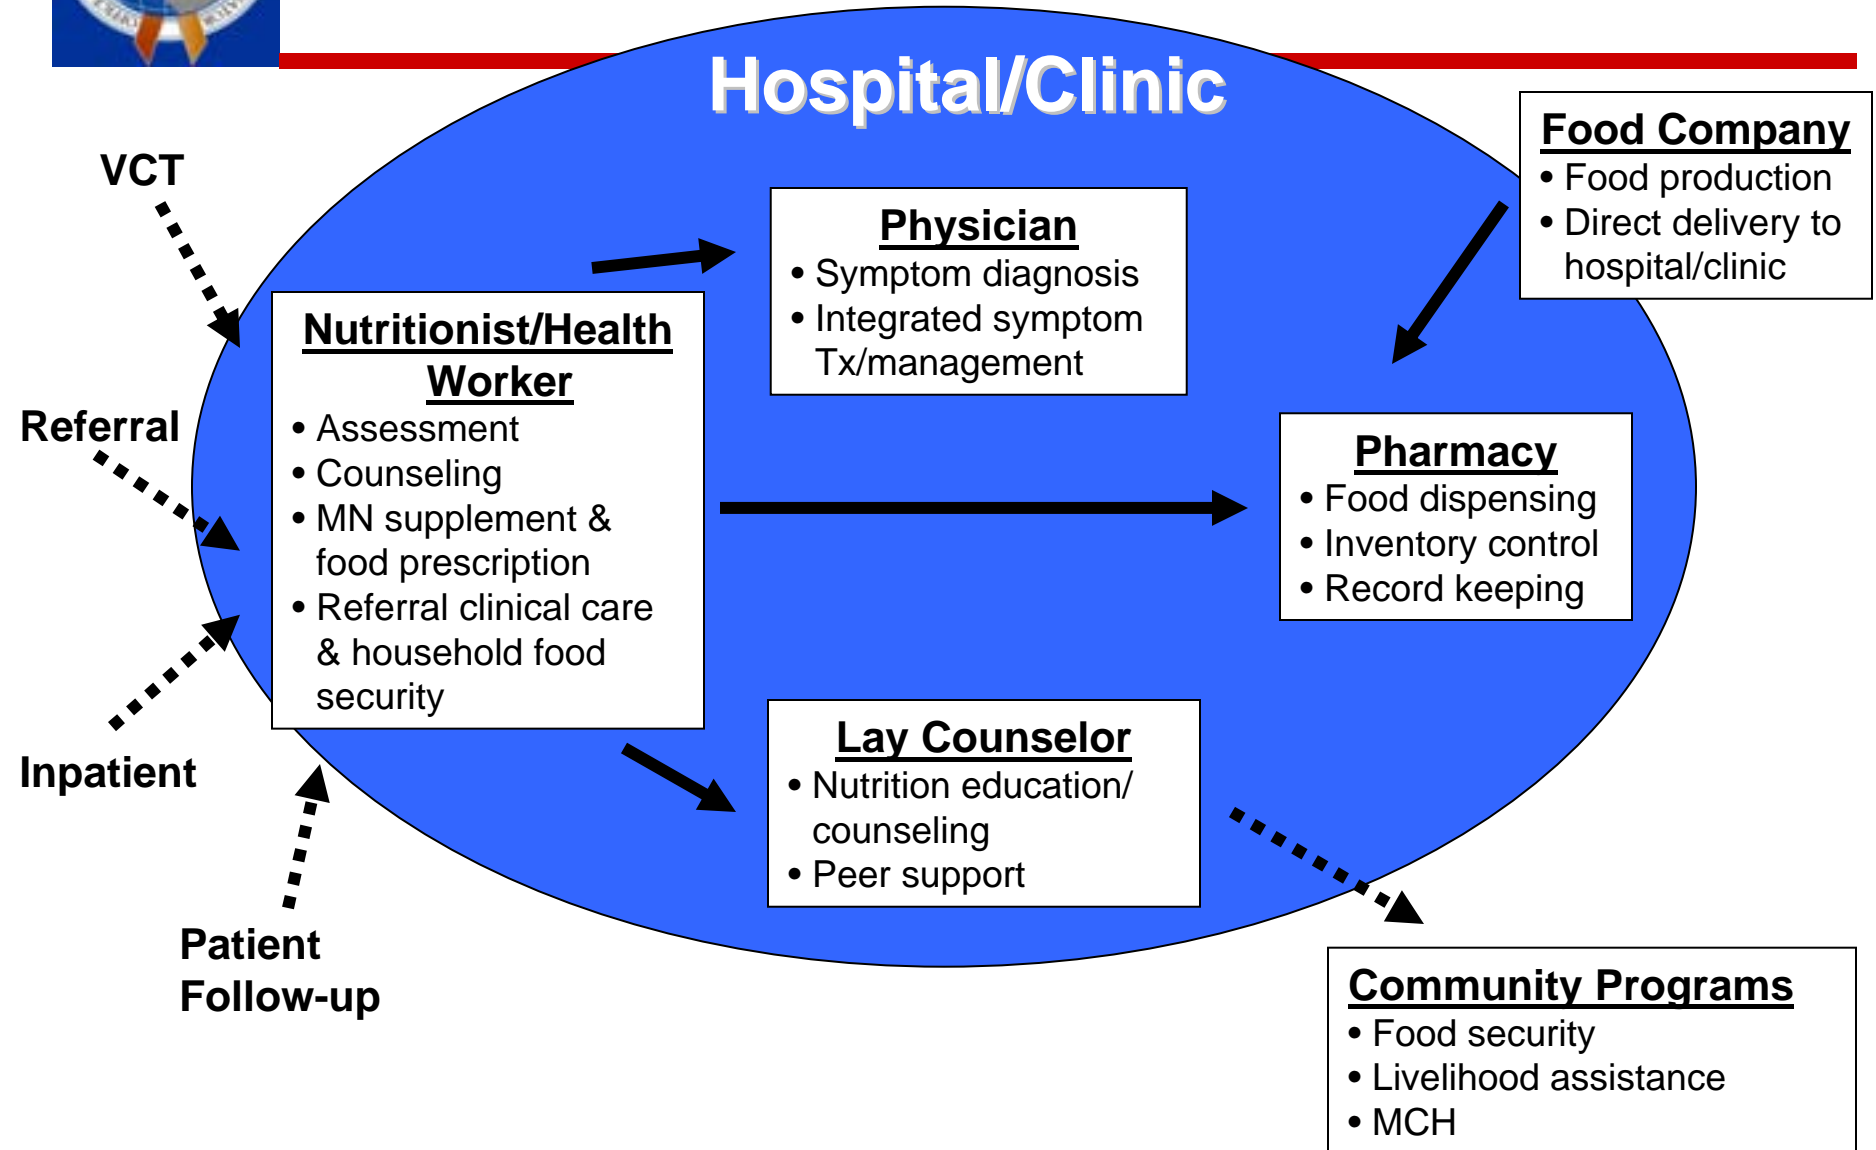 Hospital/Clinic
VCT
Referral
Inpatient
Patient
Follow-up
Nutritionist/Health
Worker
• Assessment
• Counseling
• MN supplement &
food prescription
• Referral clinical care
& household food
security
Physician
• Symptom diagnosis
• Integrated symptom
Tx/management
Lay Counselor
• Nutrition education/
counseling
• Peer support
Food Company
• Food production
• Direct delivery to
hospital/clinic
Pharmacy
• Food dispensing
• Inventory control
• Record keeping
Community Programs
• Food security
• Livelihood assistance
• MCH